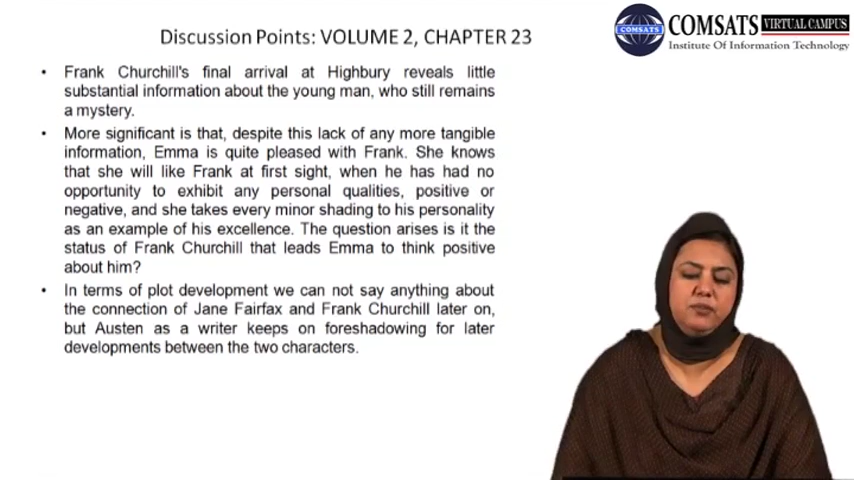 Discussion Points: VOLUME 2, CHAPTER 23
COMSATS VIRTUAL CAMPUS
COMSATS
Institute Of Information Technology
• Frank Churchill's final arrival at Highbury reveals little
substantial information about the young man, who still remains
a mystery.
• More significant is that, despite this lack of any more tangible
information, Emma is quite pleased with Frank. She knows
that she will like Frank at first sight, when he has had no
opportunity to exhibit any personal qualities, positive or
negative, and she takes every minor shading to his personality
as an example of his excellence. The question arises is it the
status of Frank Churchill that leads Emma to think positive
about him?
• In terms of plot development we can not say anything about
the connection of Jane Fairfax and Frank Churchill later on,
but Austen as a writer keeps on foreshadowing for later
developments between the two characters.